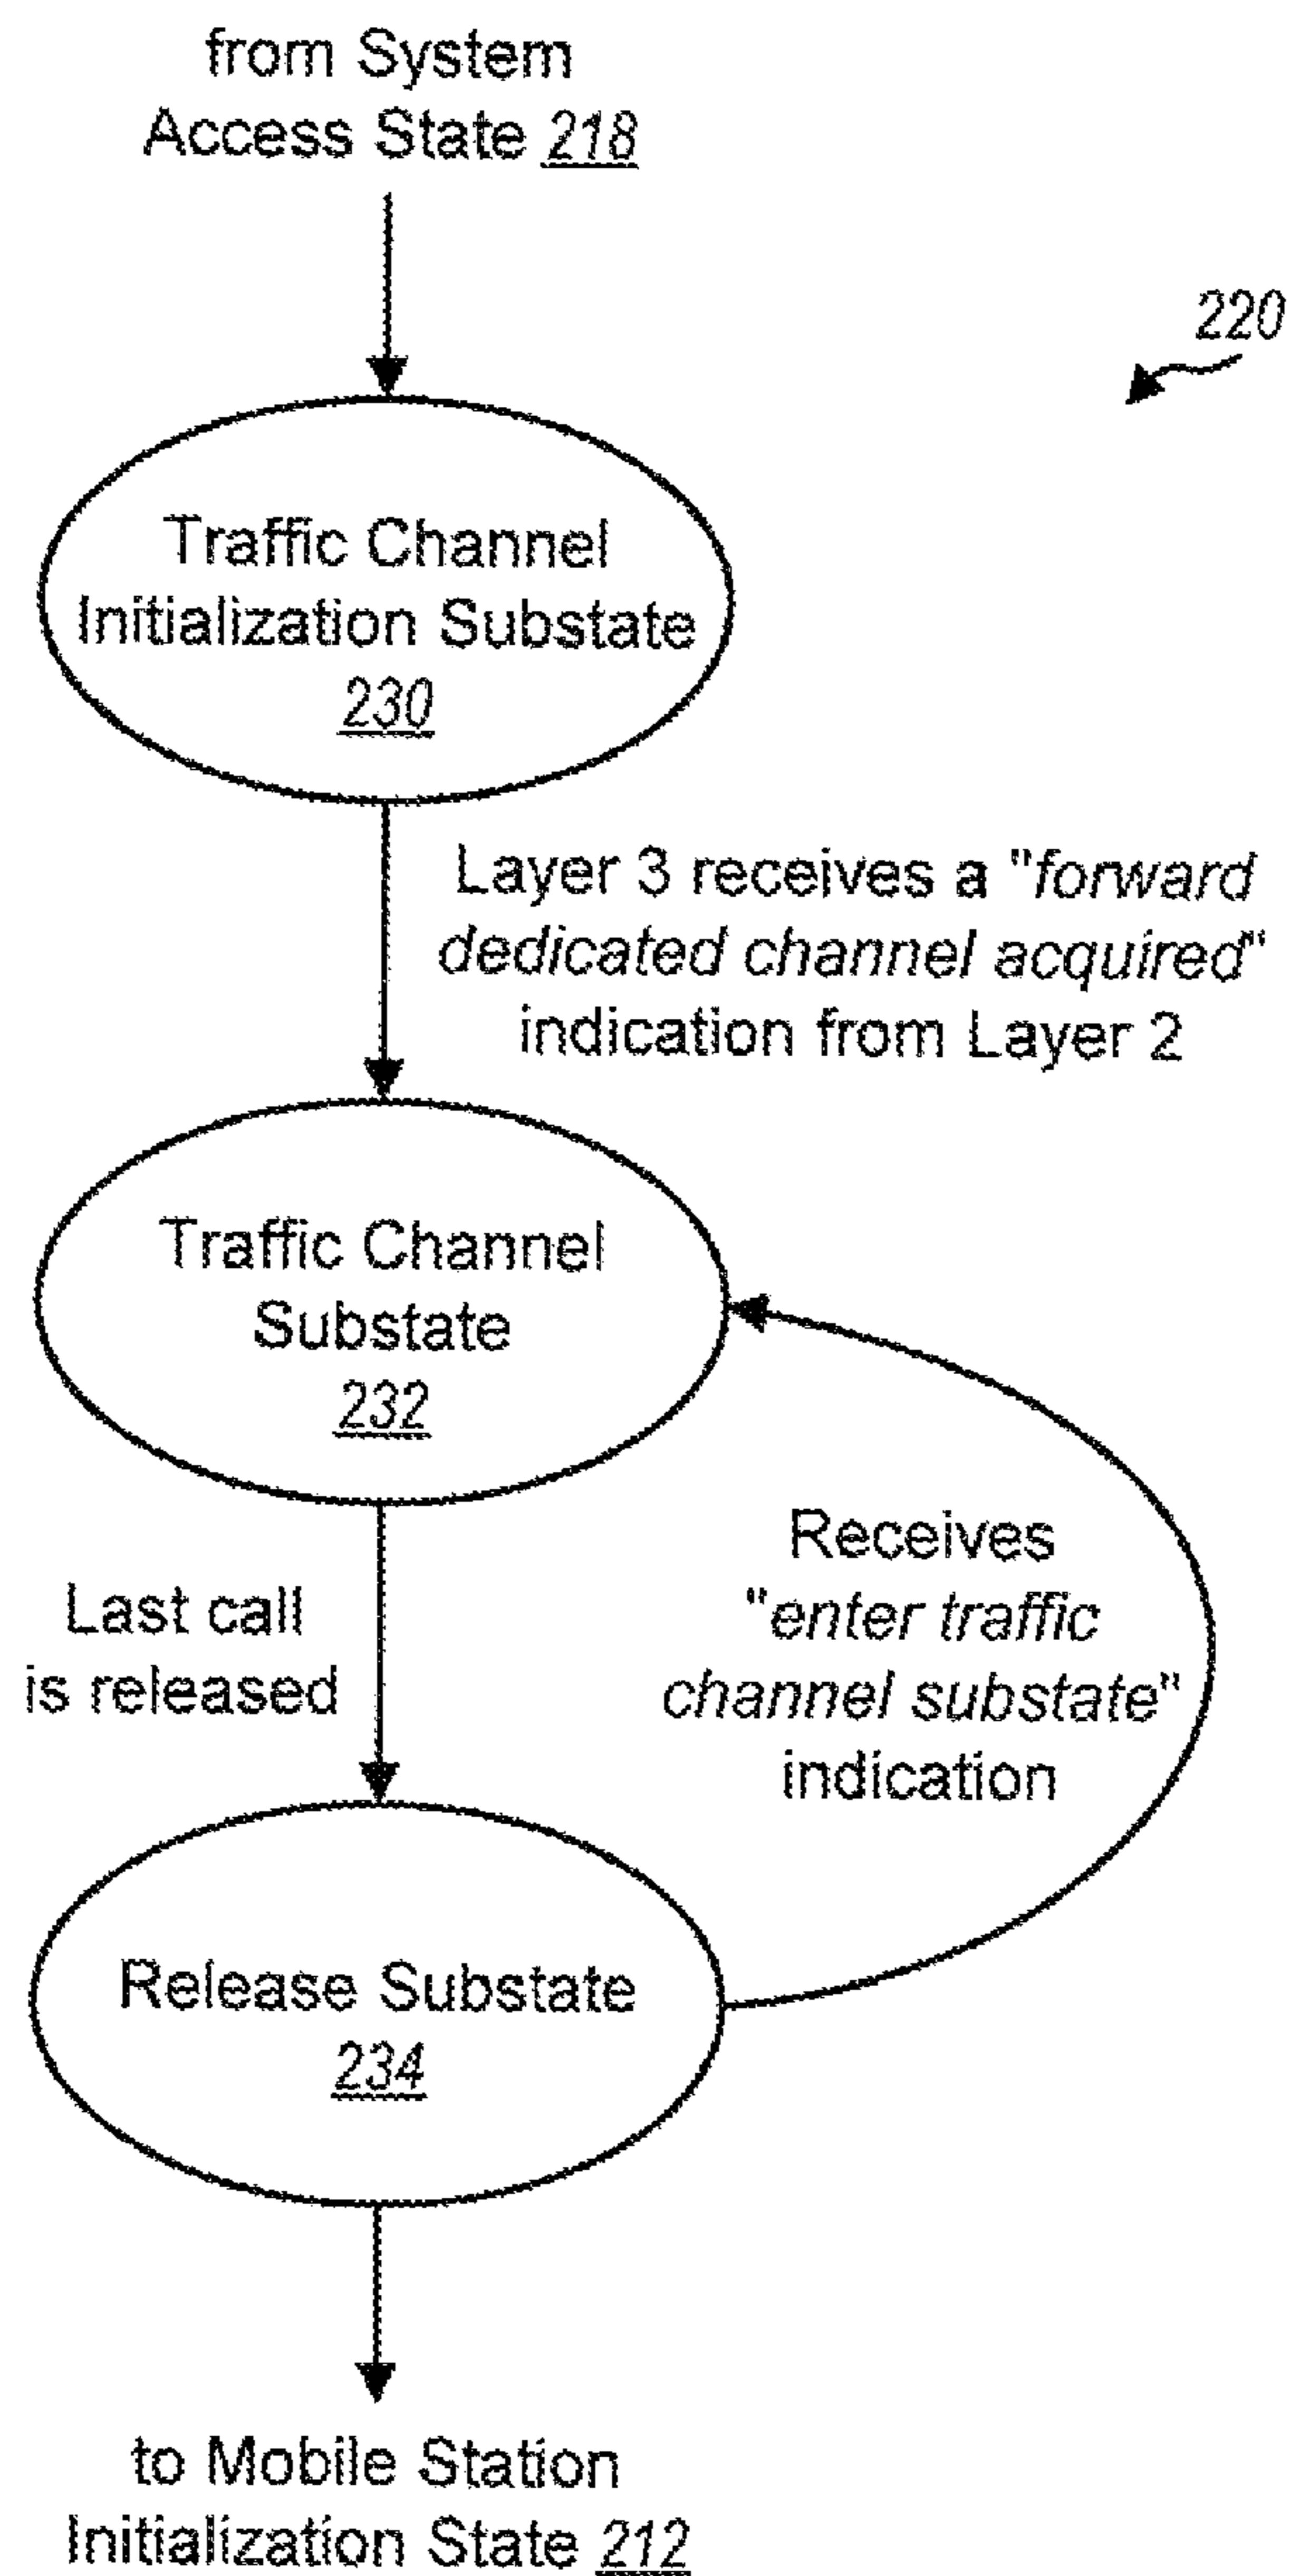 from System
Access State 218
220
Traffic Channel
Initialization Substate
230
Layer 3 receives a "forward
dedicated channel acquired"
indication from Layer 2
Traffic Channel
Substate
232
Receives
"enter traffic
channel substate"
indication
Last call
is released
Release Substate
234
to Mobile Station
Initialization State 212